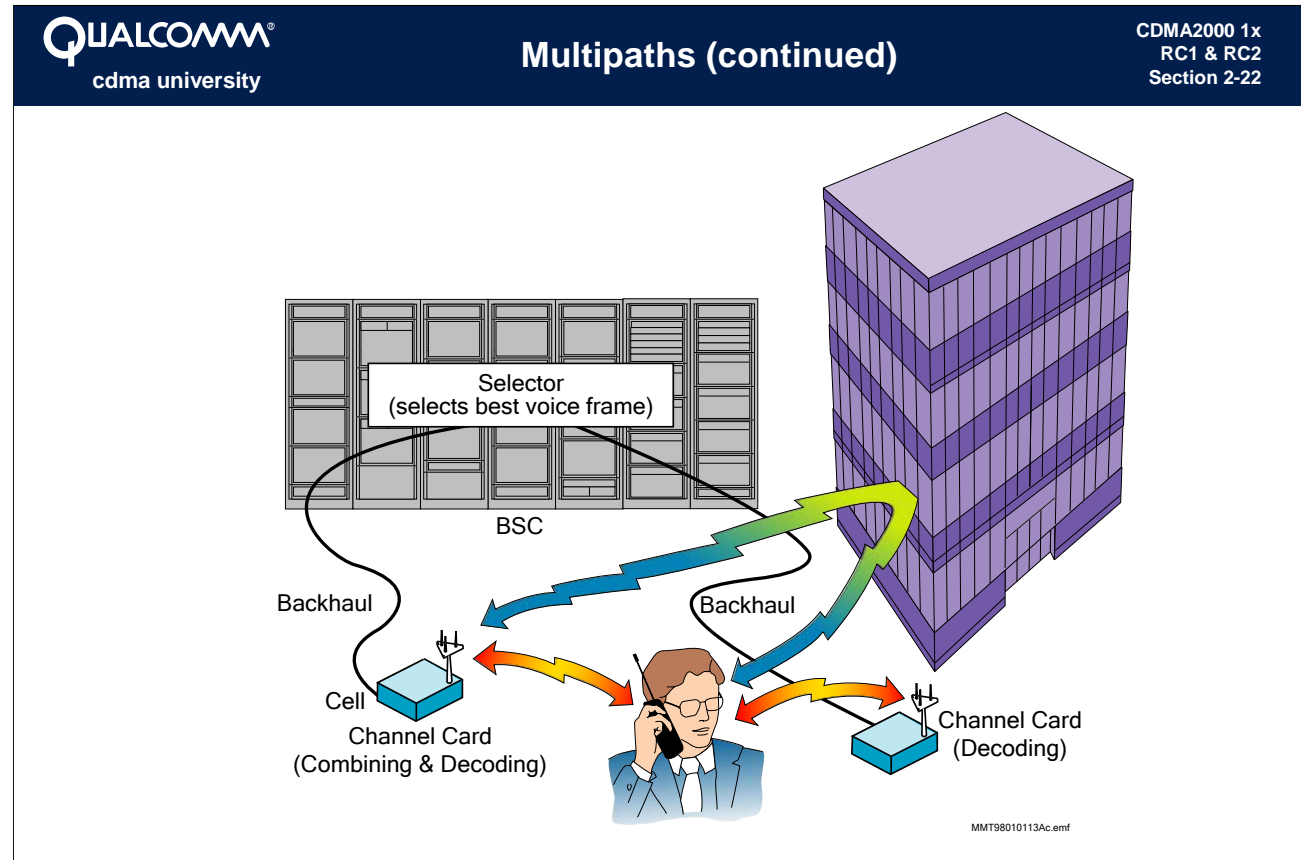 QUALCOMM®
cdma university
Multipaths (continued)
CDMA2000 1x
RC1 & RC2
Section 2-22
Selector
(selects best voice frame)
BSC
Backhaul
Backhaul
Cell
Channel Card
(Combining & Decoding)
Channel Card
(Decoding)
MMT98010113Ac.emf